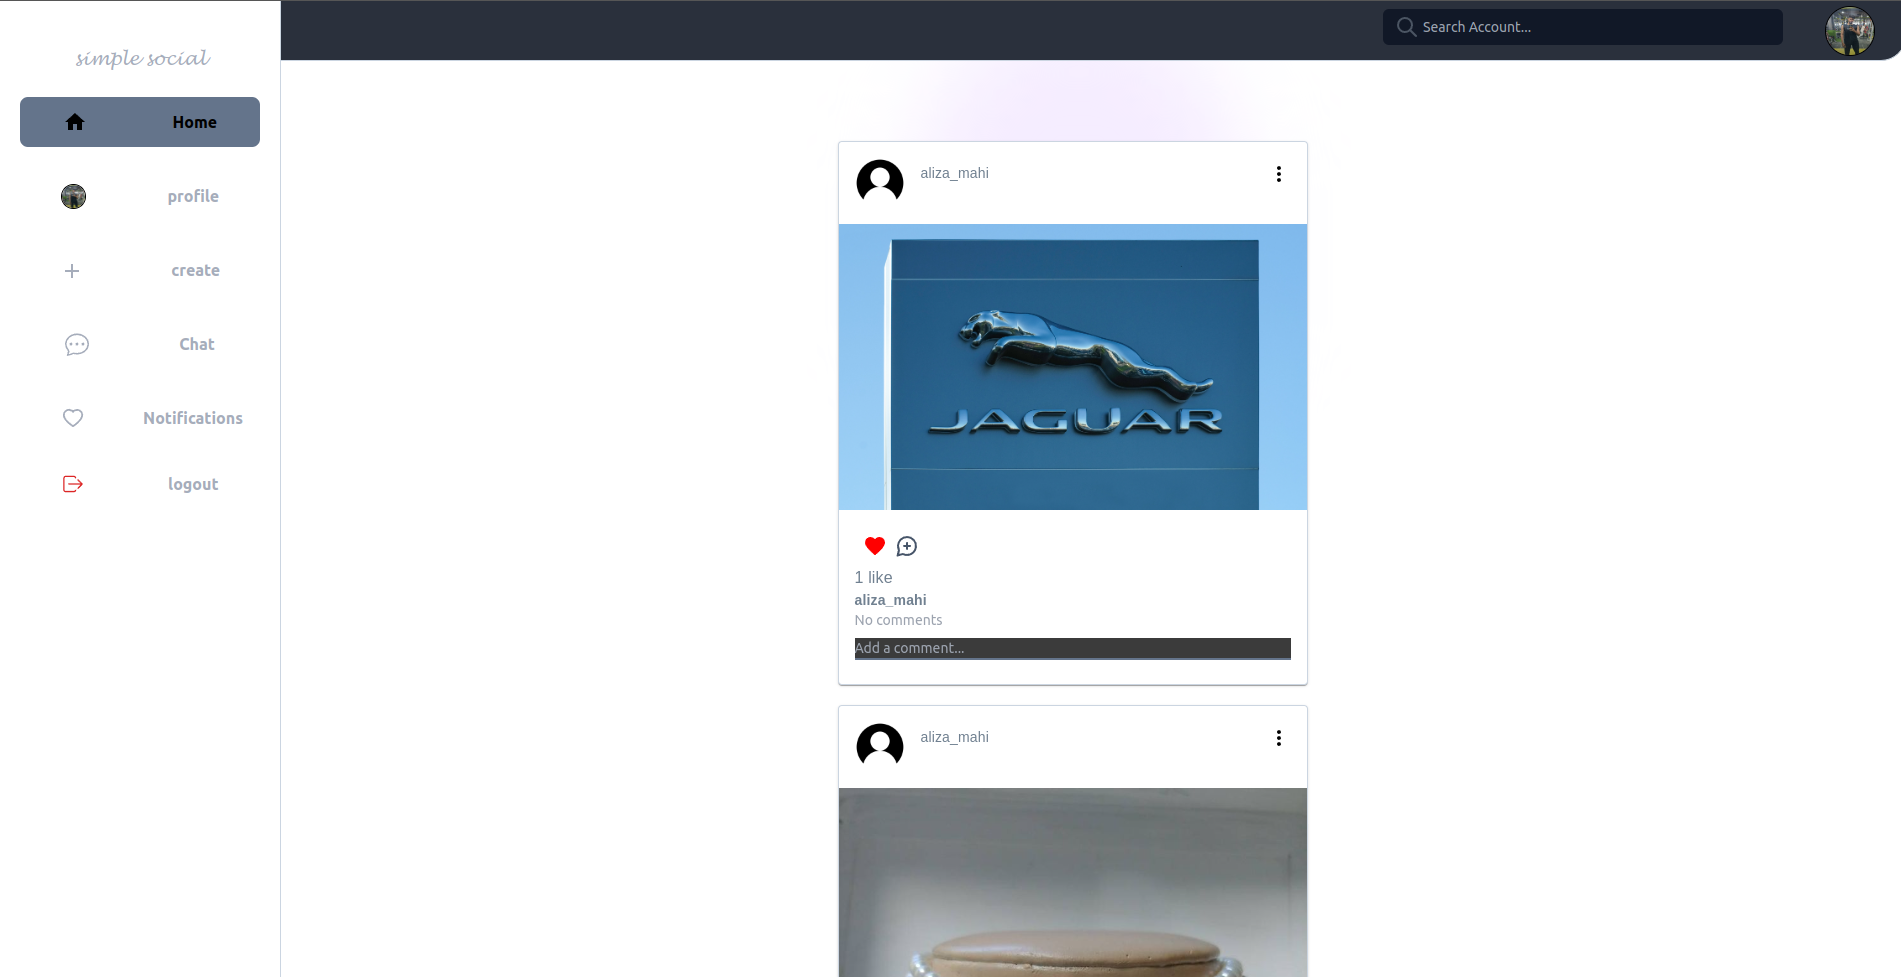 simple social
Search Account...
Home
profile
create
Chat
Notifications
logout
aliza_mahi
JAGUAR
1 like
aliza_mahi
No comments
Add a comment...
aliza_mahi